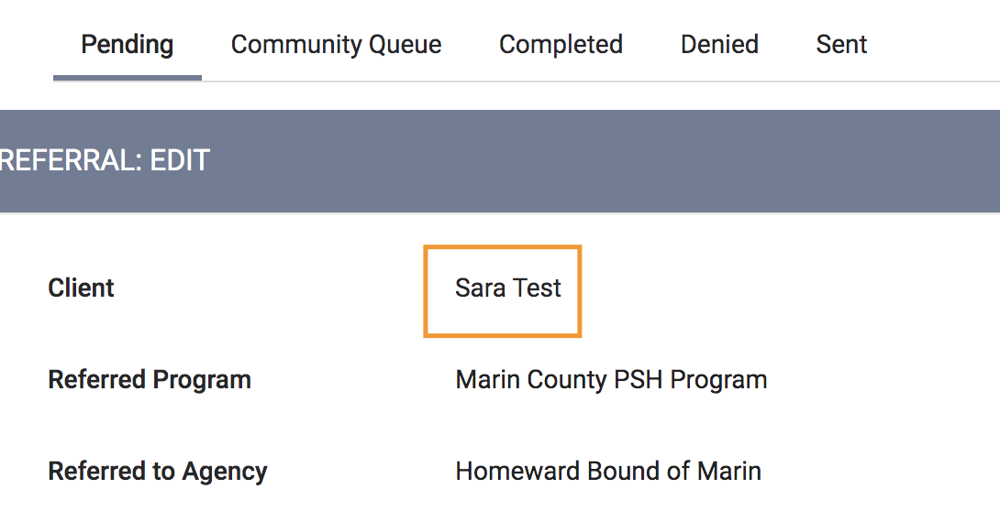 Pending Community Queue Completed Denied Sent
REFERRAL: EDIT
Client Sara Test
Referred Program Marin County PSH Program
Referred to Agency Homeward Bound of Marin